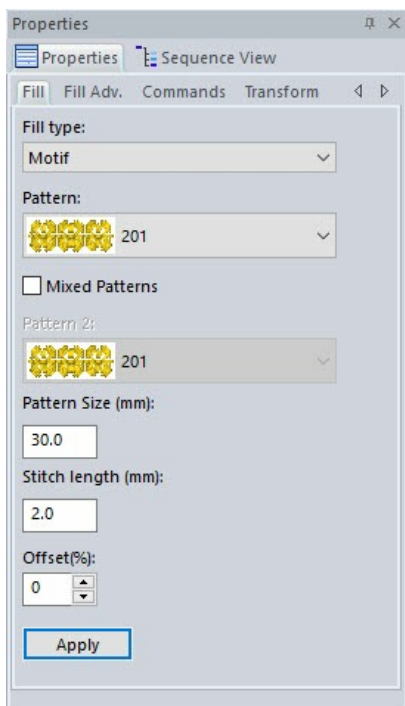 Properties
Properties Sequence View
Fill Fill Adv. Commands Transform
Fill type:
Motif
Pattern:
201
Mixed Patterns
Pattern 2:
201
Pattern Size (mm):
30.0
Stitch length (mm):
2.0
Offset(%):
0
Apply